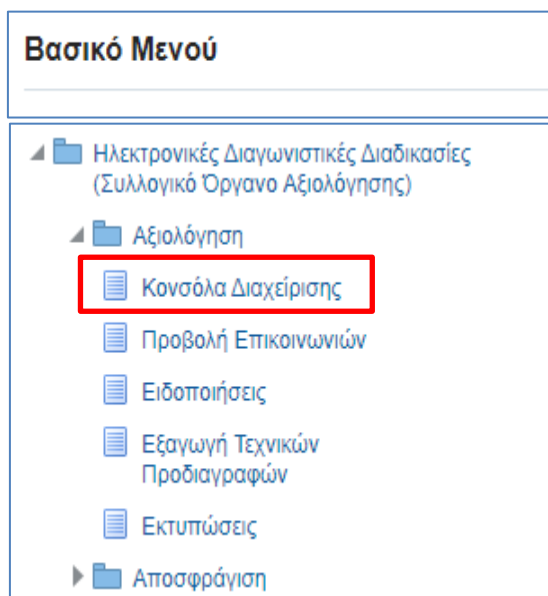 Βασικό Μενού
Ηλεκτρονικές Διαγωνιστικές Διαδικασίες
(Συλλογικό Όργανο Αξιολόγησης)
Αξιολόγηση
Κονσόλα Διαχείρισης
Προβολή Επικοινωνιών
Ειδοποιήσεις
Εξαγωγή Τεχνικών
Προδιαγραφών
Εκτυπώσεις
Αποσφράγιση